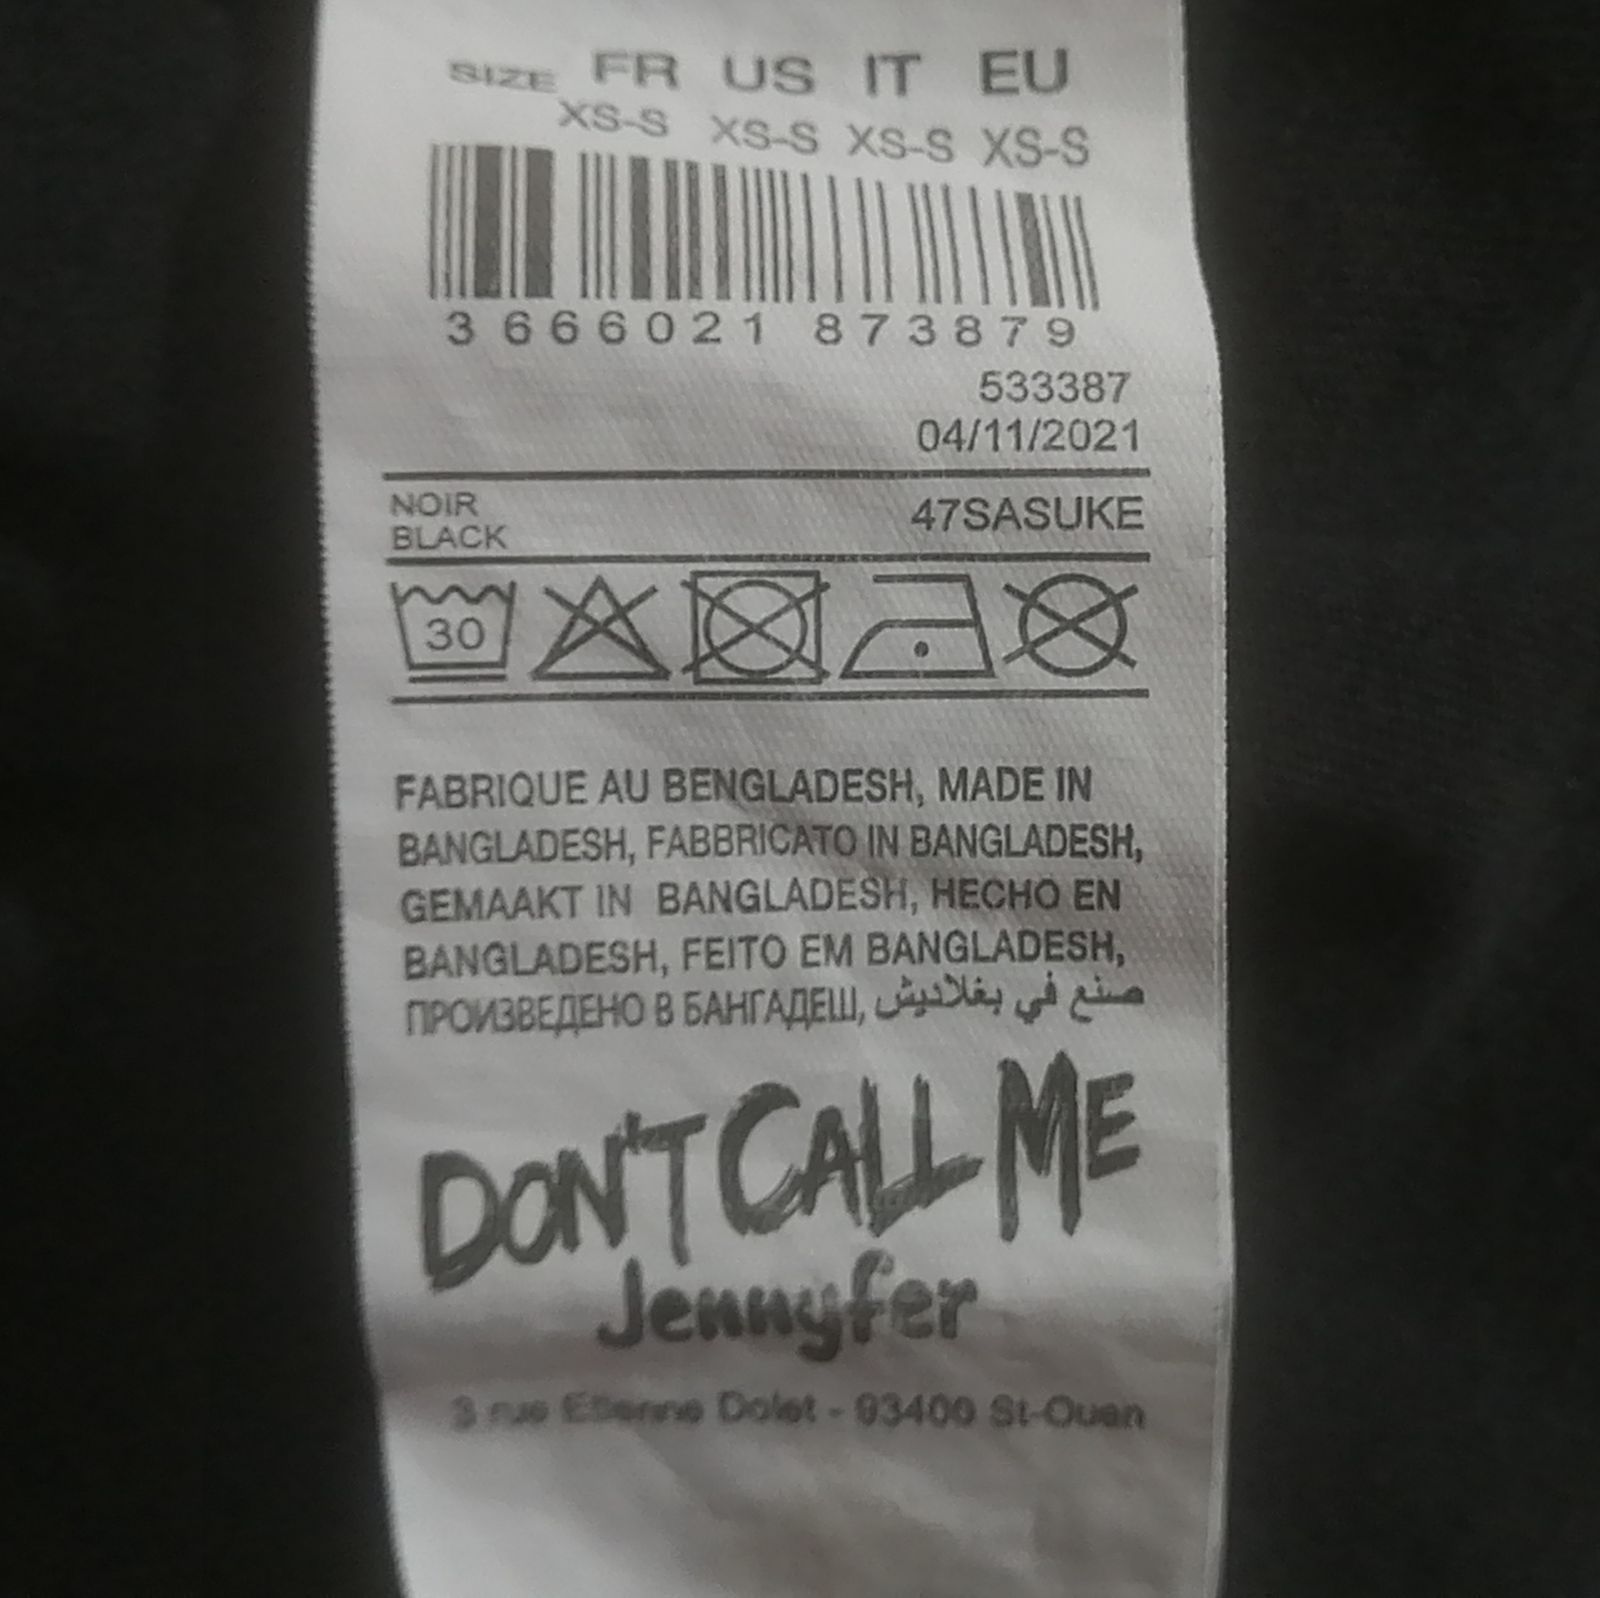 SIZE FR US IT EU
XS-S XS-S XS-S XS-S
3 666021 873879
533387
04/11/2021
NOIR
BLACK
47SASUKE
30
FABRIQUE AU BENGLADESH, MADE IN
BANGLADESH, FABBRICATO IN BANGLADESH,
GEMAAKT IN BANGLADESH, HECHO EN
BANGLADESH, FEITO EM BANGLADESH,
ПРОИЗВЕДЕНО В БАНГАДЕШ, صنع في بغلاديش
DON'T CALL ME
Jennyfer
3 rue Etienne Dolet - 93400 St-Ouen